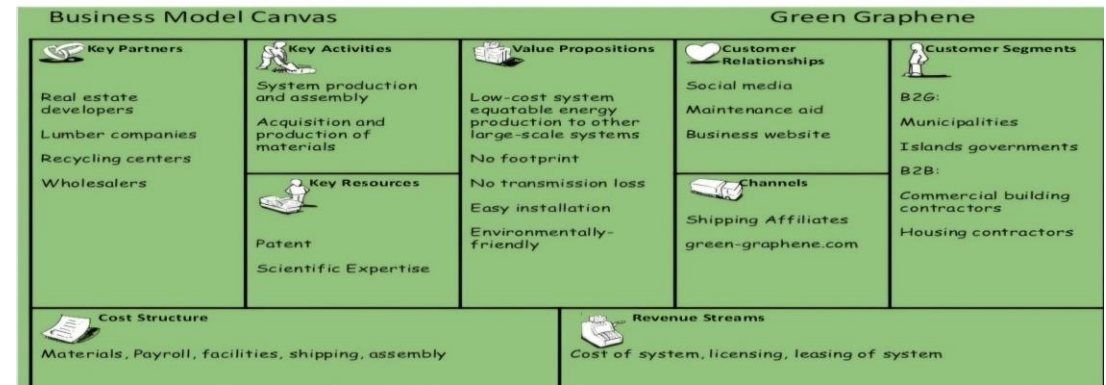 Business Model Canvas
Green Graphene
Key Partners
Real estate
developers
Lumber companies
Recycling centers
Wholesalers
Key Activities
System production
and assembly
Acquisition and
production of
materials
Key Resources
Patent
Scientific Expertise
Value Propositions
Low-cost system
equatable energy
production to other
large-scale systems
No footprint
No transmission loss
Easy installation
Environmentally-
friendly
Customer
Relationships
Social media
Maintenance aid
Business website
Channels
Shipping Affiliates
green-graphene.com
Customer Segments
B2G:
Municipalities
Islands governments
B2B:
Commercial building
contractors
Housing contractors
Cost Structure
Materials, Payroll, facilities, shipping, assembly
Revenue Streams
Cost of system, licensing, leasing of system